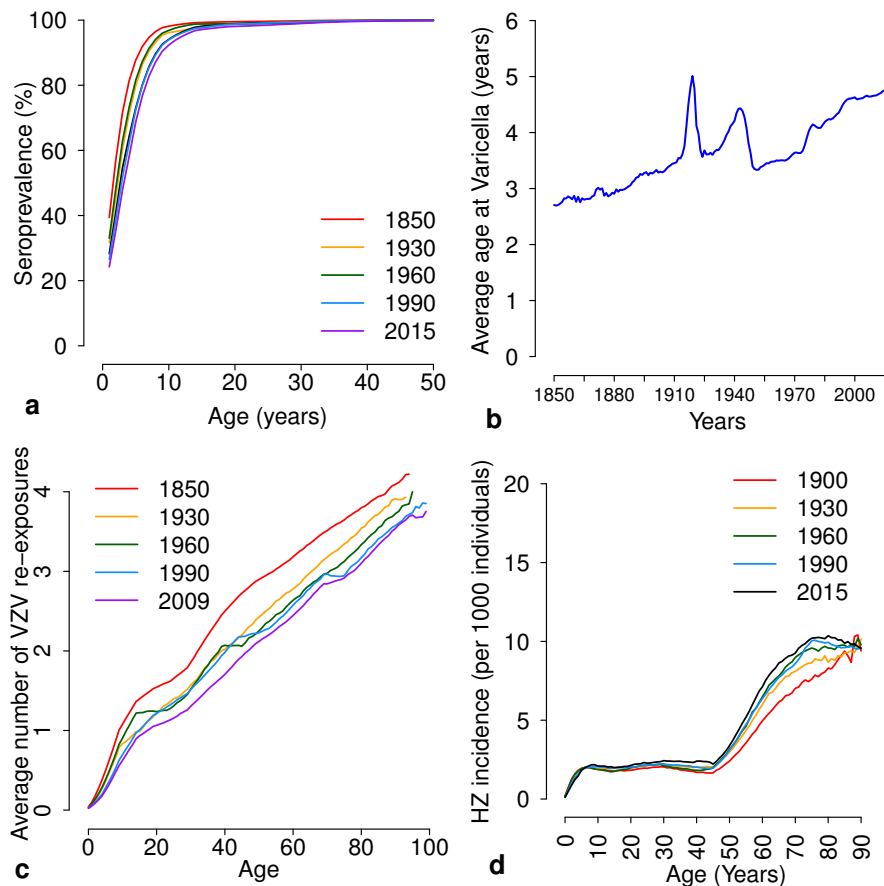 Seroprevalence (%)
100
80
60
40
20
0
1850
1930
1960
1990
2015
0 10 20 30 40 50
Age (years)
a
Average age at Varicella (years)
6
5
4
3
2
1
0
1850 1880 1910 1940 1970 2000
Years
b
Average number of VZV re−exposures
4
3
2
1
0
1850
1930
1960
1990
2009
0 20 40 60 80 100
Age
c
HZ incidence (per 1000 individuals)
20
15
10
5
0
1900
1930
1960
1990
2015
0 10 20 30 40 50 60 70 80 90
Age (Years)
d